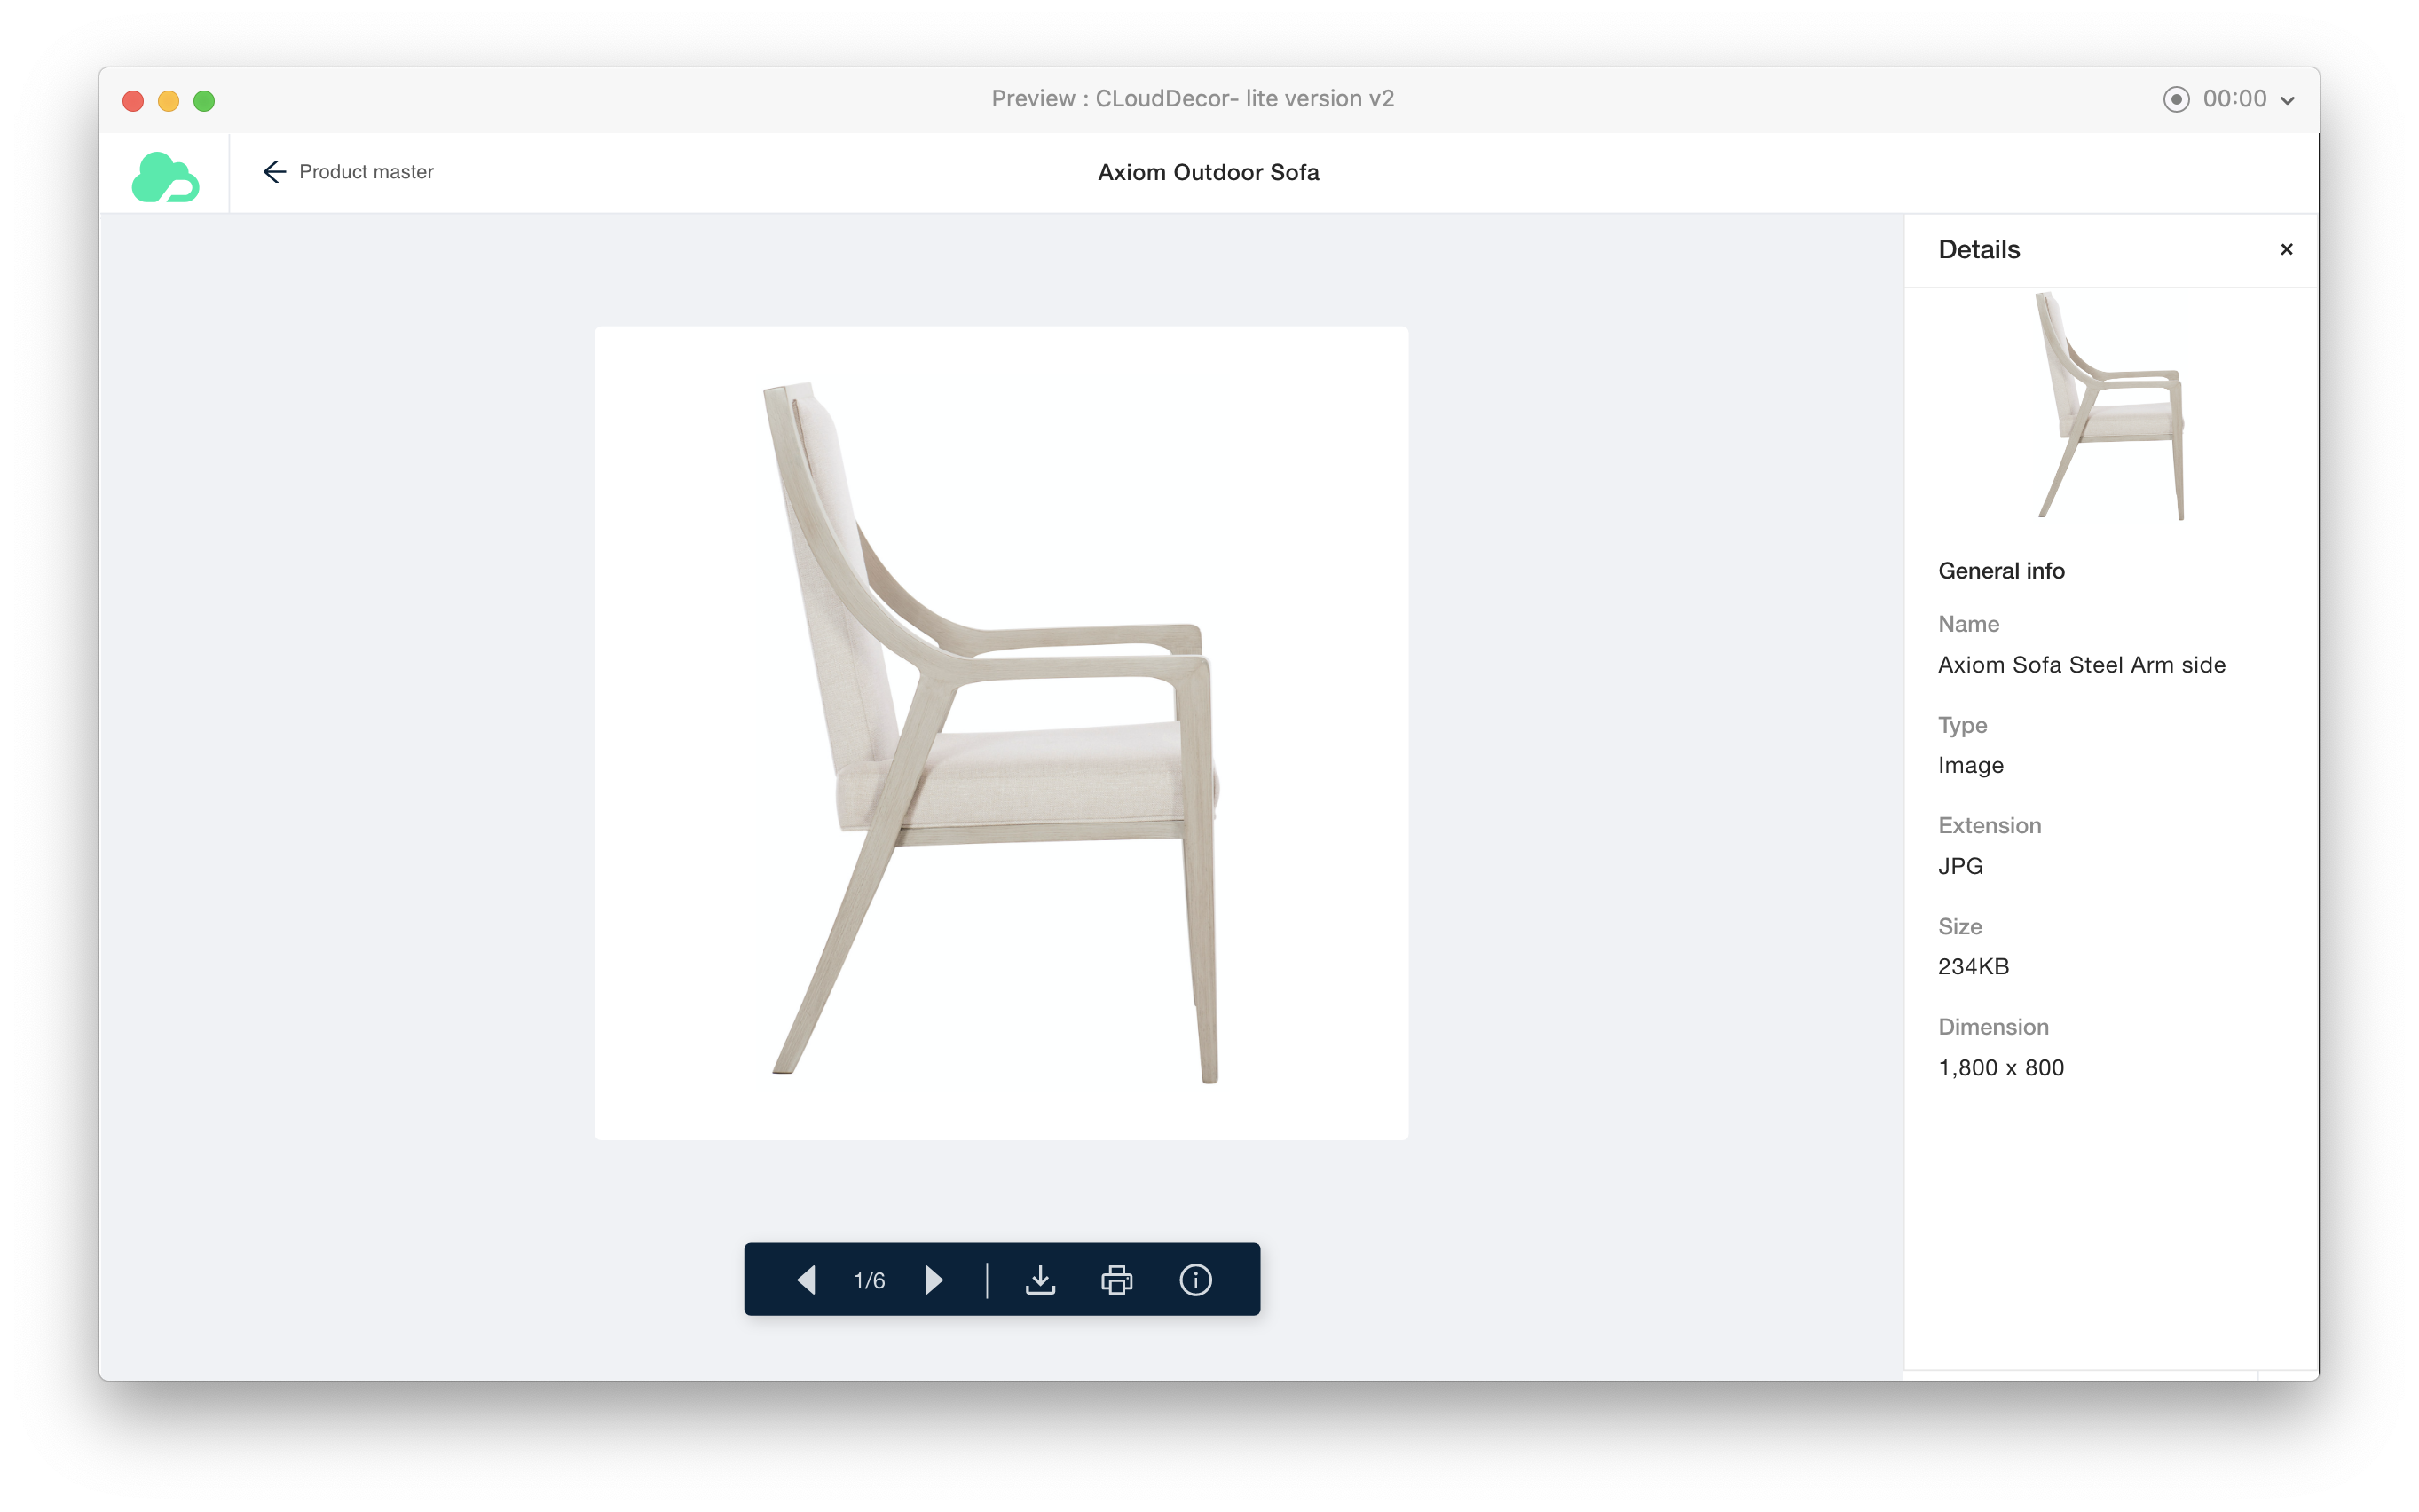 Preview : CLoudDecor- lite version v2
00:00
Product master
Axiom Outdoor Sofa
Details
General info
Name
Axiom Sofa Steel Arm side
Type
Image
Extension
JPG
Size
234KB
Dimension
1,800 x 800
1/6